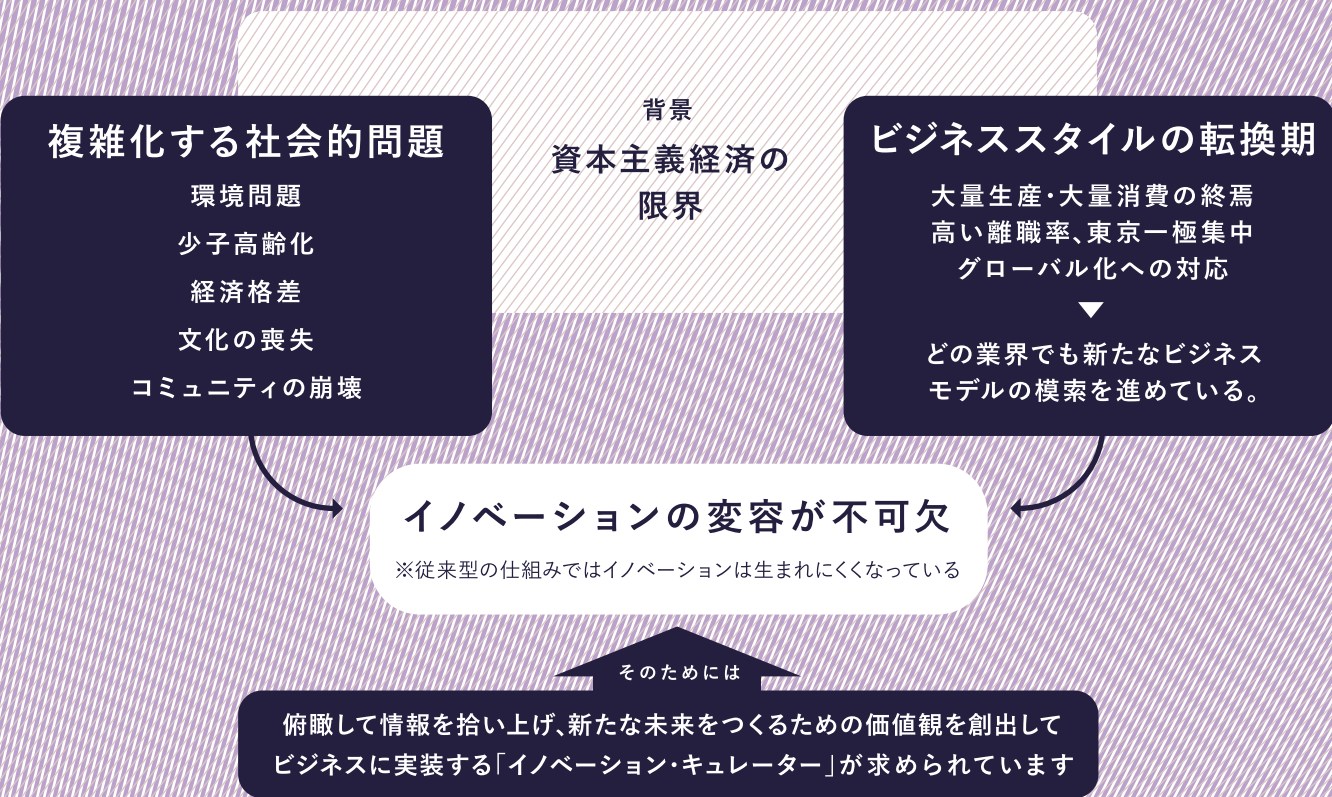 背景
資本主義経済の
限界
複雑化する社会的問題
環境問題
少子高齢化
経済格差
文化の喪失
コミュニティの崩壊
ビジネススタイルの転換期
大量生産・大量消費の終焉
高い離職率、東京一極集中
グローバル化への対応
どの業界でも新たなビジネス
モデルの模索を進めている。
イノベーションの変容が不可欠
※従来型の仕組みではイノベーションは生まれにくくなっている
そのためには
俯瞰して情報を拾い上げ、新たな未来をつくるための価値観を創出して
ビジネスに実装する「イノベーション・キュレーター」が求められています